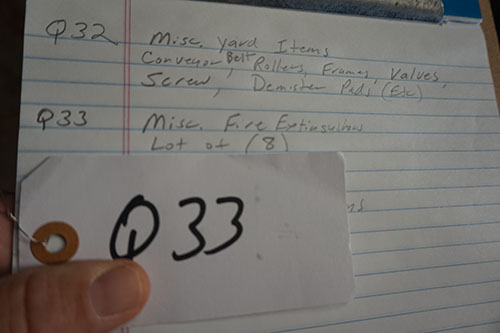 Q32 Misc. Yard Items
Conveyor Belt, Rollers, Frames, Valves,
Screw, Demister Pads (Etc)
Q33 Misc. Fire Extinguishers
Lot of (8)
Q33